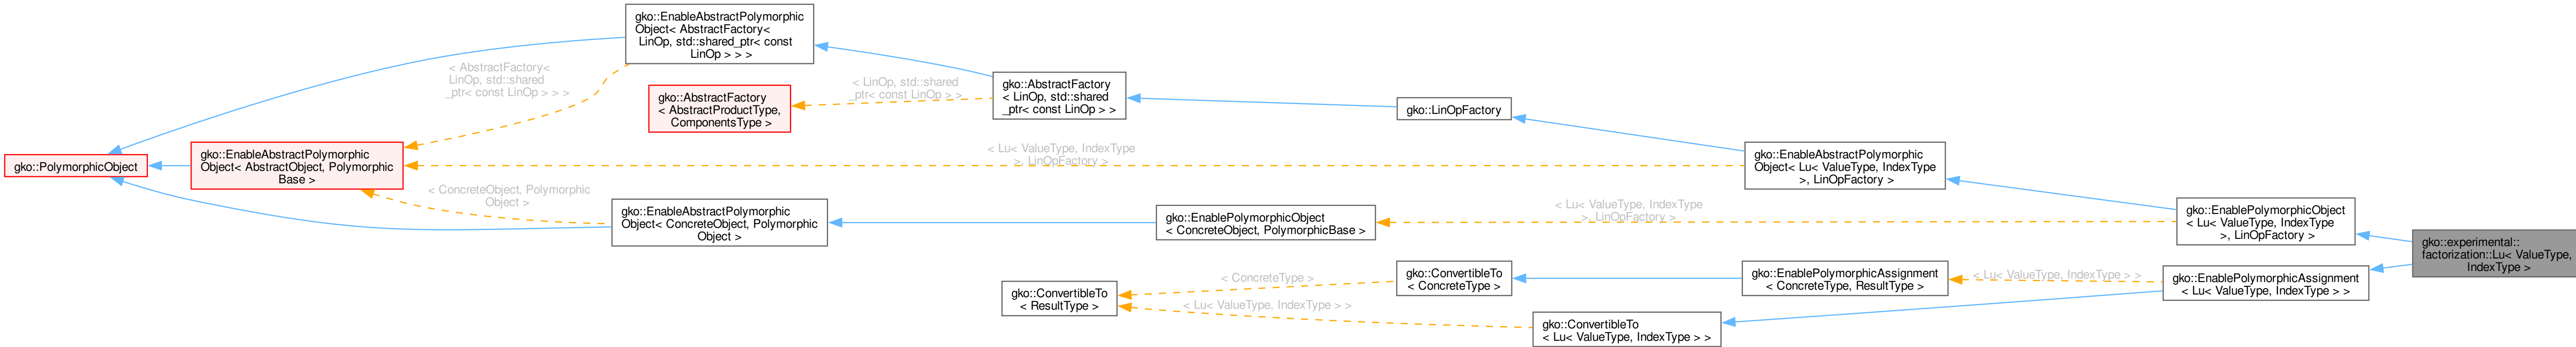 gko::PolymorphicObject
gko::EnableAbstractPolymorphic
Object< AbstractObject, Polymorphic
Base >
gko::EnableAbstractPolymorphic
Object< AbstractFactory<
LinOp, std::shared_ptr< const
LinOp > > >
< AbstractFactory<
LinOp, std::shared
_ptr< const LinOp > > >
gko::AbstractFactory
< AbstractProductType,
ComponentsType >
< LinOp, std::shared
_ptr< const LinOp > >
gko::AbstractFactory
< LinOp, std::shared
_ptr< const LinOp > >
gko::LinOpFactory
< Lu< ValueType, IndexType
>, LinOpFactory >
gko::EnableAbstractPolymorphic
Object< Lu< ValueType, IndexType
>, LinOpFactory >
< ConcreteObject, Polymorphic
Object >
gko::EnableAbstractPolymorphic
Object< ConcreteObject, Polymorphic
Object >
gko::EnablePolymorphicObject
< ConcreteObject, PolymorphicBase >
< Lu< ValueType, IndexType
>, LinOpFactory >
gko::EnablePolymorphicObject
< Lu< ValueType, IndexType
>, LinOpFactory >
gko::experimental::
factorization::Lu< ValueType,
IndexType >
gko::ConvertibleTo
< ResultType >
< ConcreteType >
gko::ConvertibleTo
< ConcreteType >
gko::EnablePolymorphicAssignment
< ConcreteType, ResultType >
< Lu< ValueType, IndexType > >
gko::EnablePolymorphicAssignment
< Lu< ValueType, IndexType > >
< Lu< ValueType, IndexType > >
gko::ConvertibleTo
< Lu< ValueType, IndexType > >